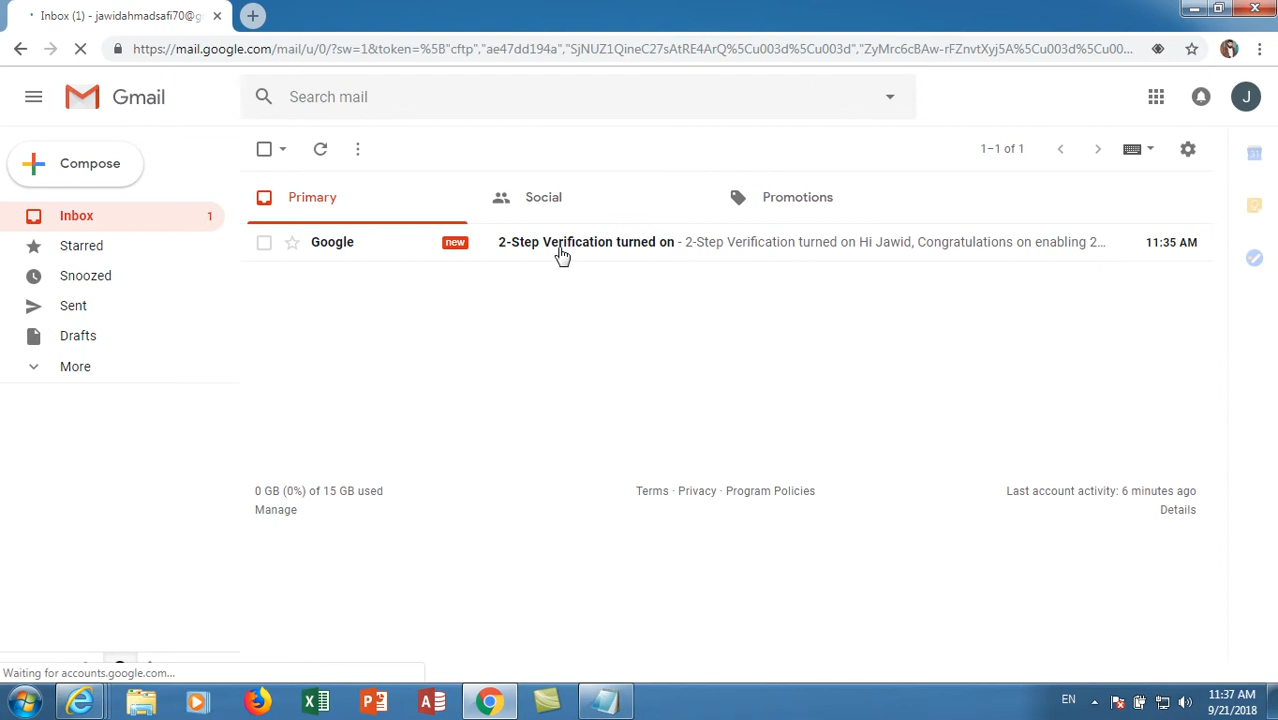 Inbox (1) - jawidahmadsafi70@g
https://mail.google.com/mail/u/0/?sw=1&token=%5B"cftp","ae47dd194a","SjNUZ1QineC27sAtRE4ArQ%5Cu003d%5Cu003d","ZyMrc6cBAw-rFZnvtXyj5A%5Cu003d%5Cu00...
Gmail
Search mail
J
Compose
1–1 of 1
31
Primary
Social
Promotions
Inbox 1
Google new 2-Step Verification turned on - 2-Step Verification turned on Hi Jawid, Congratulations on enabling 2... 11:35 AM
Starred
Snoozed
Sent
Drafts
More
0 GB (0%) of 15 GB used
Manage
Terms · Privacy · Program Policies
Last account activity: 6 minutes ago
Details
Waiting for accounts.google.com...
EN
11:37 AM
9/21/2018